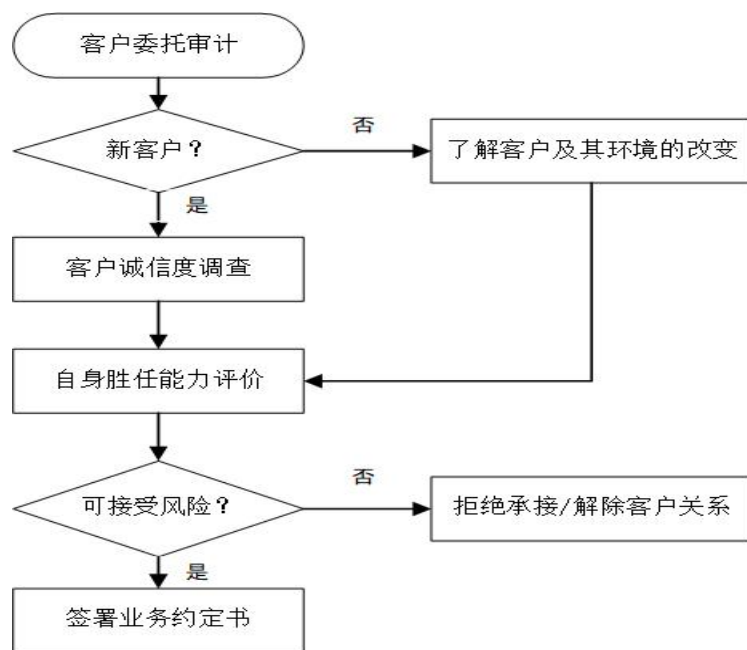 客户委托审计
新客户？
否
了解客户及其环境的改变
是
客户诚信度调查
自身胜任能力评价
可接受风险？
否
拒绝承接/解除客户关系
是
签署业务约定书